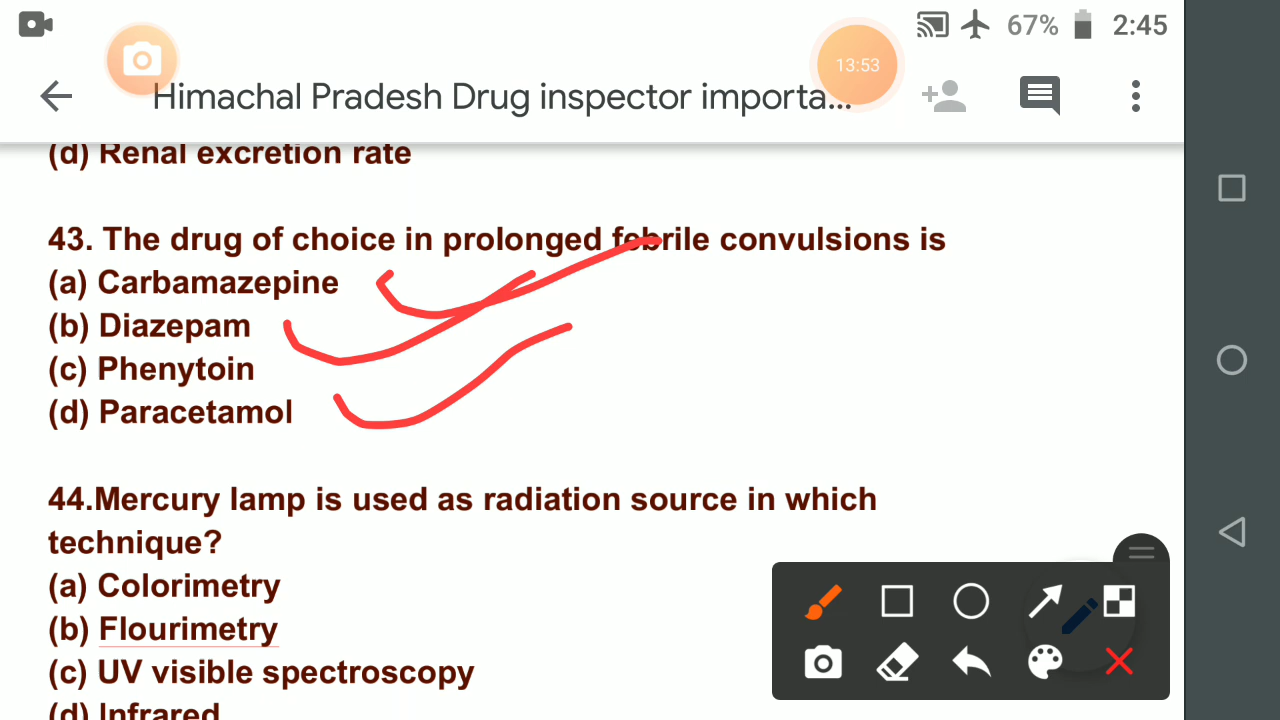 67% 2:45
13:53
Himachal Pradesh Drug inspector importa...
(d) Renal excretion rate
43. The drug of choice in prolonged febrile convulsions is
(a) Carbamazepine
(b) Diazepam
(c) Phenytoin
(d) Paracetamol
44.Mercury lamp is used as radiation source in which
technique?
(a) Colorimetry
(b) Flourimetry
(c) UV visible spectroscopy
(d) Infrared